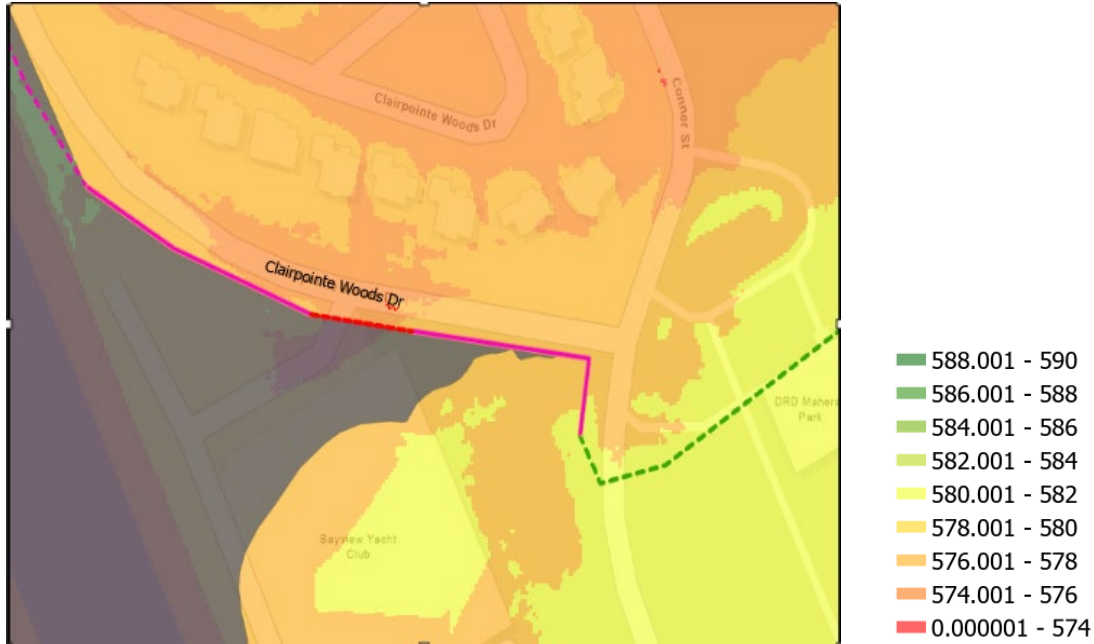 Clairpointe Woods Dr
Conner St
Clairpointe Woods Dr
DRD Mahera
Park
Bayview Yacht
Club
588.001 - 590
586.001 - 588
584.001 - 586
582.001 - 584
580.001 - 582
578.001 - 580
576.001 - 578
574.001 - 576
0.000001 - 574